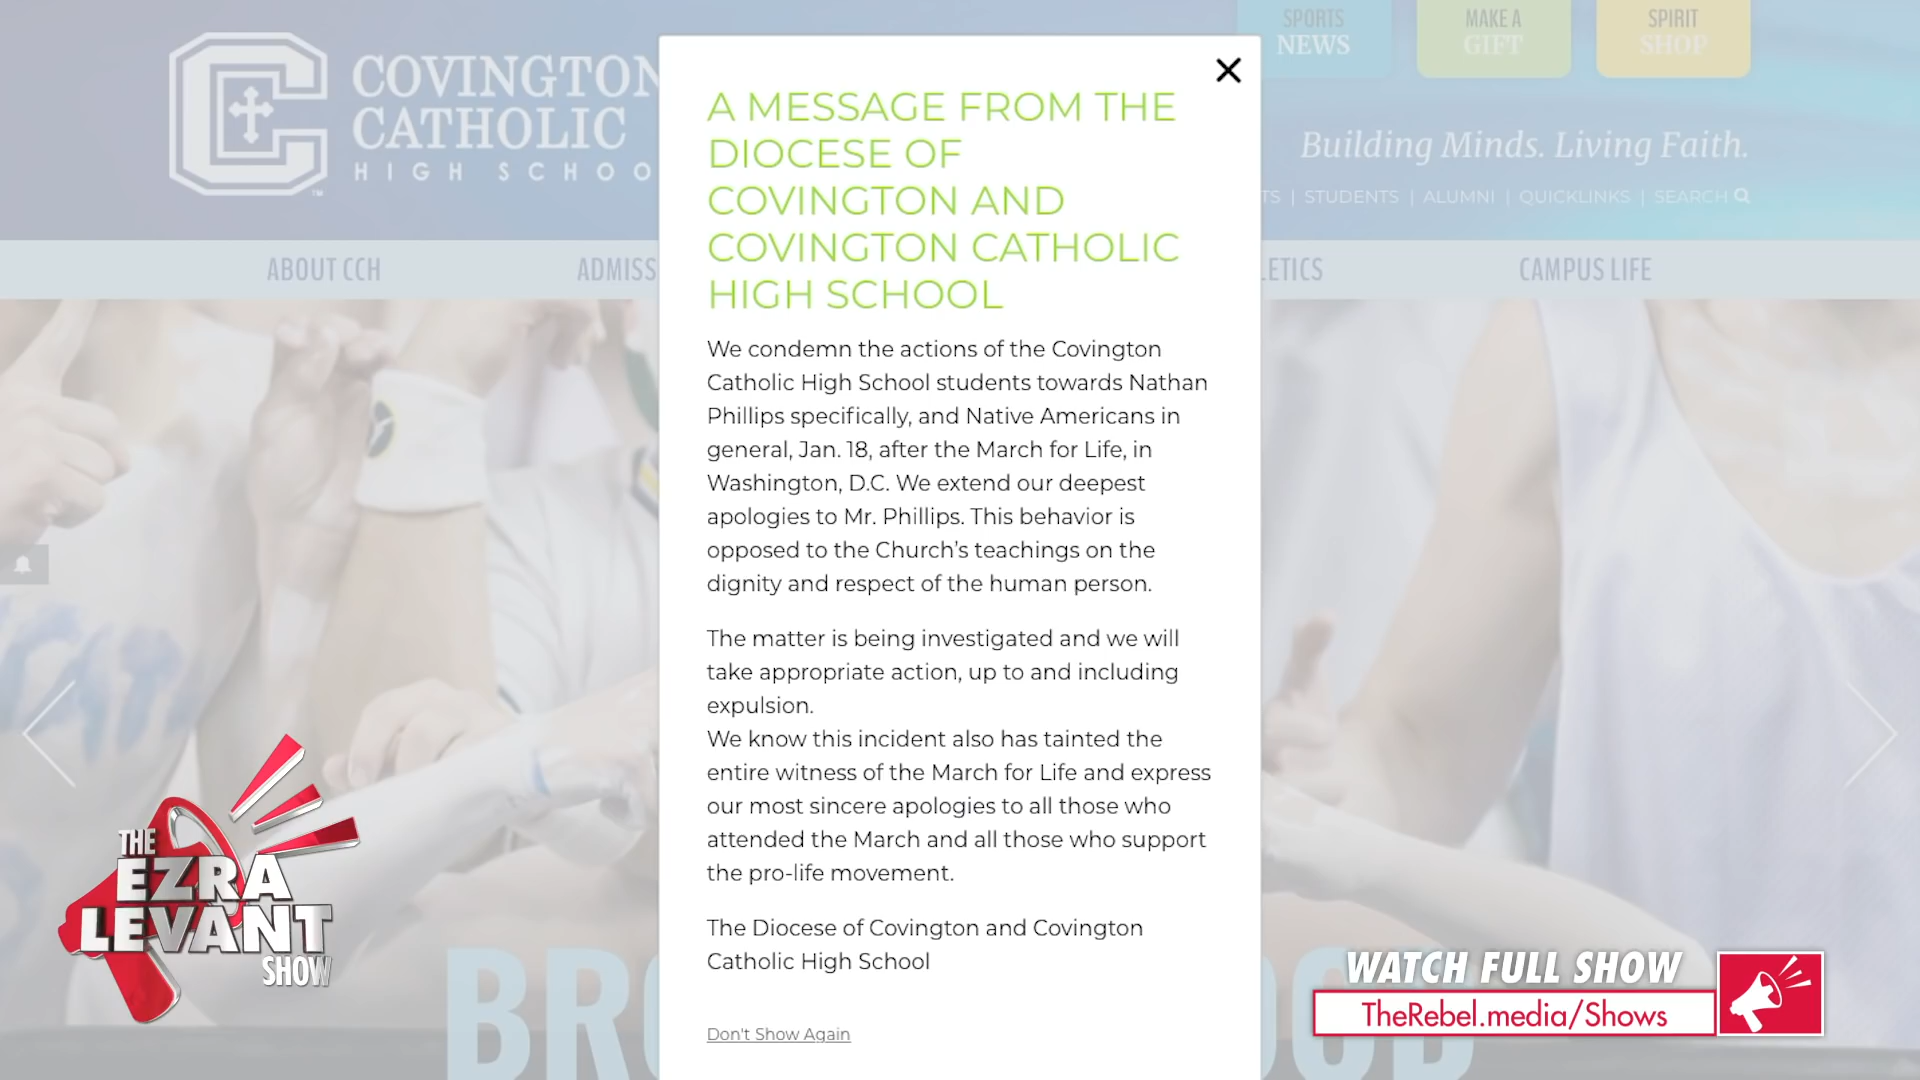 COVINGTON
CATHOLIC
HIGH SCHOO
TM
SPORTS
NEWS
MAKE A
GIFT
SPIRIT
SHOP
Building Minds. Living Faith.
TS | STUDENTS | ALUMNI | QUICKLINKS | SEARCH
ABOUT CCH
ADMISS
LETICS
CAMPUS LIFE
A MESSAGE FROM THE
DIOCESE OF
COVINGTON AND
COVINGTON CATHOLIC
HIGH SCHOOL
We condemn the actions of the Covington
Catholic High School students towards Nathan
Phillips specifically, and Native Americans in
general, Jan. 18, after the March for Life, in
Washington, D.C. We extend our deepest
apologies to Mr. Phillips. This behavior is
opposed to the Church’s teachings on the
dignity and respect of the human person.
The matter is being investigated and we will
take appropriate action, up to and including
expulsion.
We know this incident also has tainted the
entire witness of the March for Life and express
our most sincere apologies to all those who
attended the March and all those who support
the pro-life movement.
The Diocese of Covington and Covington
Catholic High School
Don't Show Again
THE
EZRA
LEVANT
SHOW
BRO
OOD
WATCH FULL SHOW
TheRebel.media/Shows